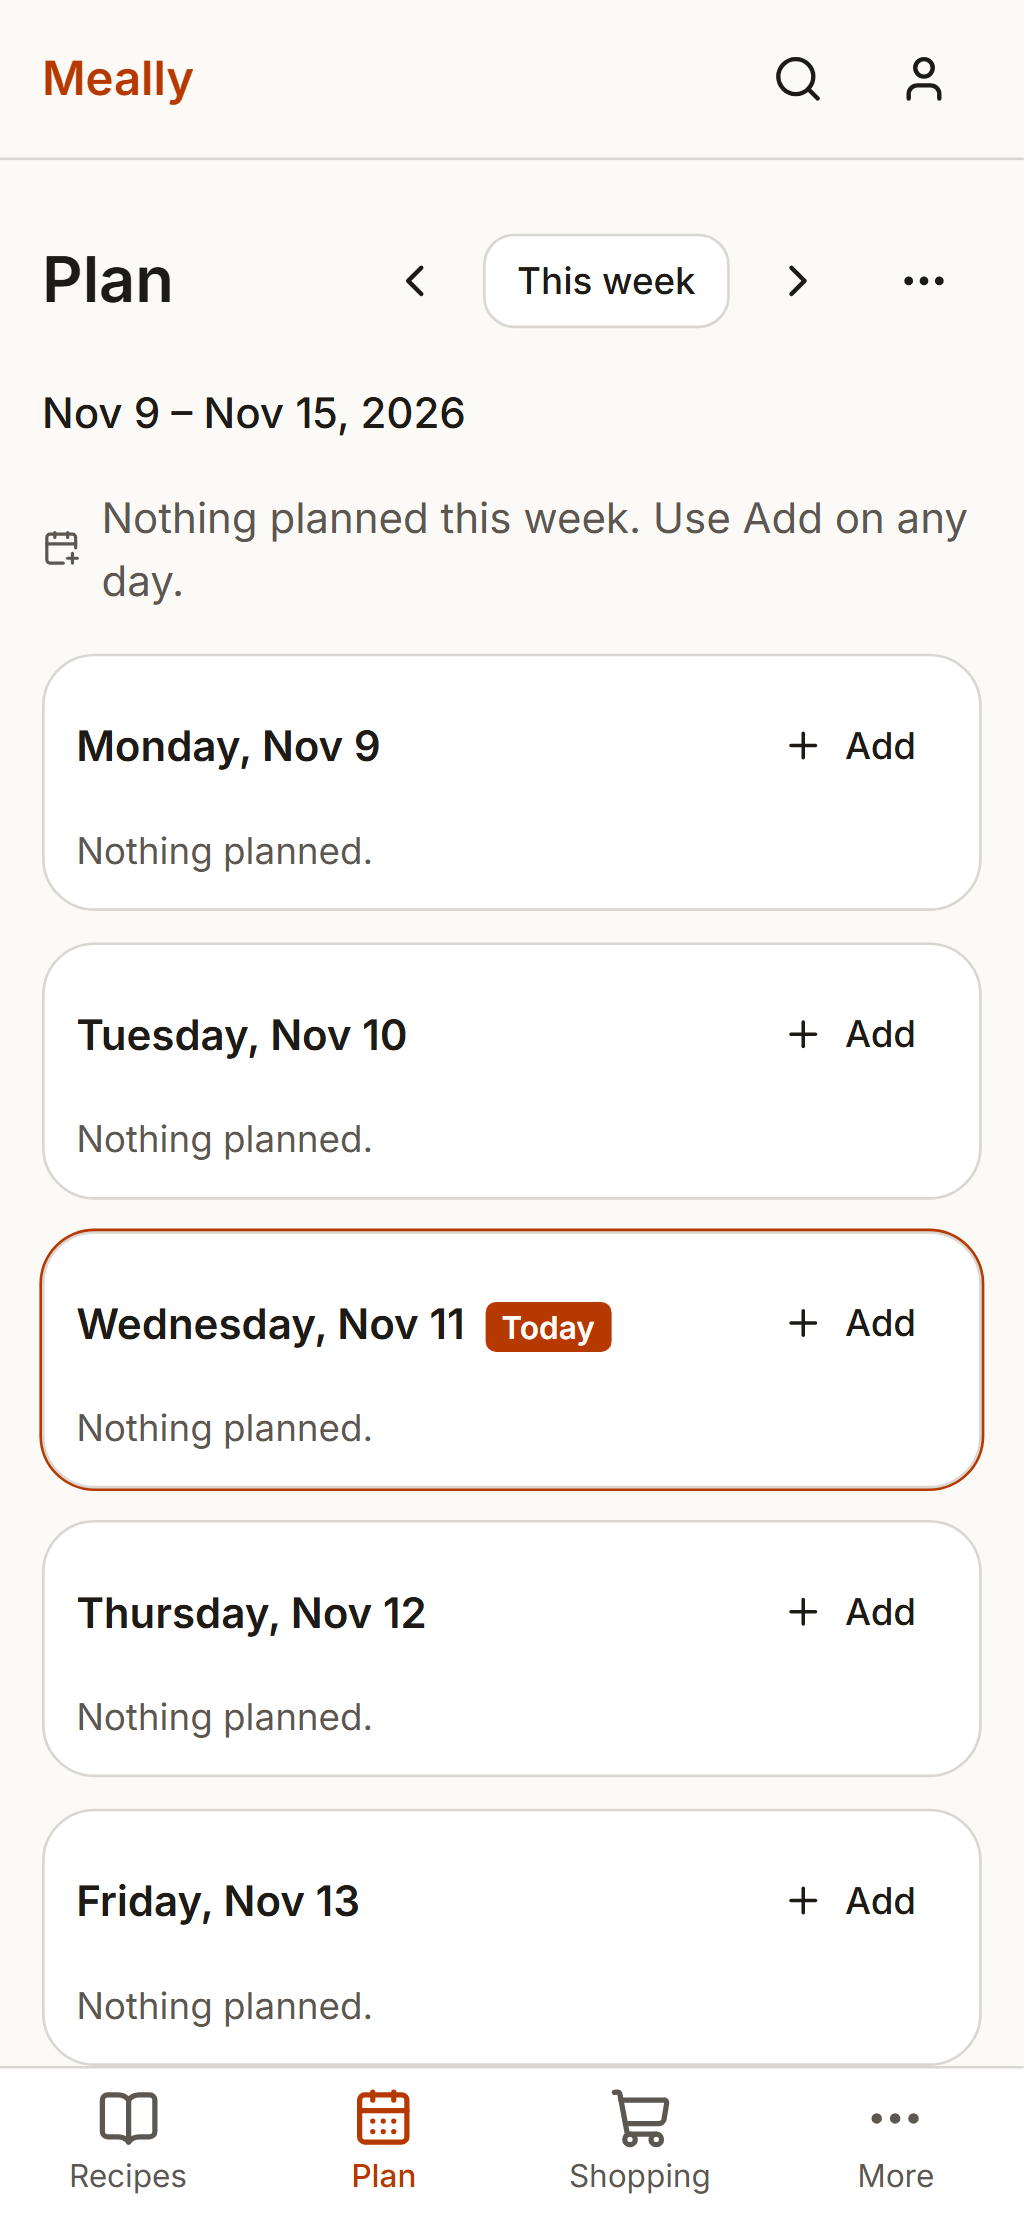 Meally
Plan
This week
Nov 9 – Nov 15, 2026
Nothing planned this week. Use Add on any
day.
Monday, Nov 9
Add
Nothing planned.
Tuesday, Nov 10
Add
Nothing planned.
Wednesday, Nov 11 Today
Add
Nothing planned.
Thursday, Nov 12
Add
Nothing planned.
Friday, Nov 13
Add
Nothing planned.
Recipes
Plan
Shopping
More